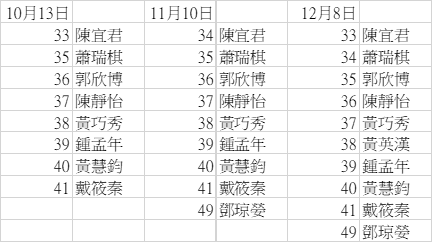 10月13日 11月10日 12月8日
33 陳宜君 34 陳宜君 33 陳宜君
35 蕭瑞棋 35 蕭瑞棋 34 蕭瑞棋
36 郭欣博 36 郭欣博 35 郭欣博
37 陳靜怡 37 陳靜怡 36 陳靜怡
38 黃巧秀 38 黃巧秀 37 黃巧秀
39 鍾孟年 39 鍾孟年 38 黃英漢
40 黃慧鈞 40 黃慧鈞 39 鍾孟年
41 戴筱秦 41 戴筱秦 40 黃慧鈞
49 鄧琼嫈 41 戴筱秦
49 鄧琼嫈